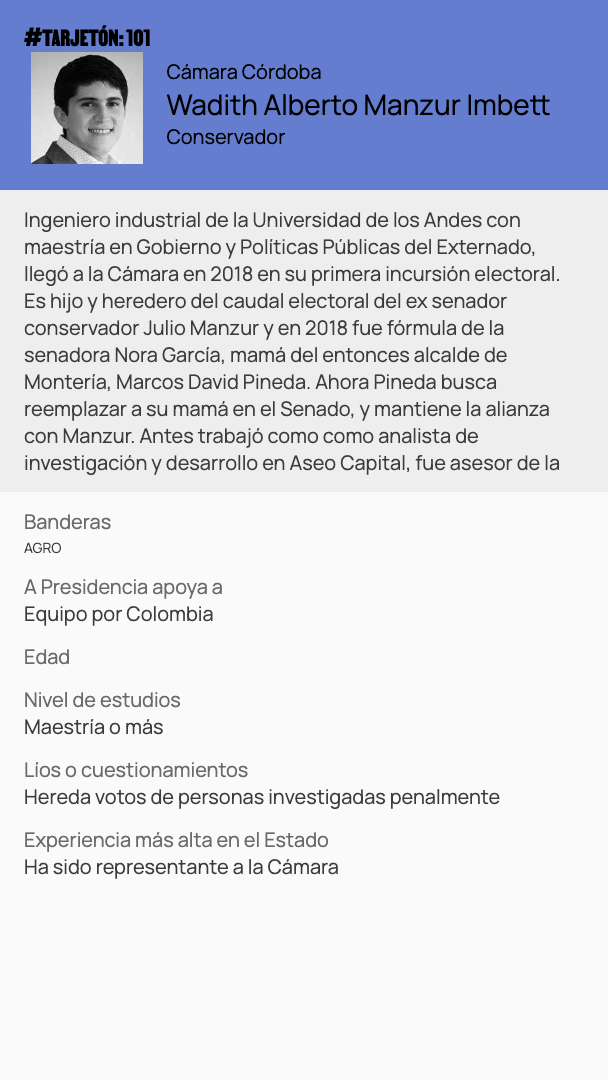 #TARJETÓN: 101
Cámara Córdoba
Wadith Alberto Manzur Imbett
Conservador
Ingeniero industrial de la Universidad de los Andes con
maestría en Gobierno y Políticas Públicas del Externado,
llegó a la Cámara en 2018 en su primera incursión electoral.
Es hijo y heredero del caudal electoral del ex senador
conservador Julio Manzur y en 2018 fue fórmula de la
senadora Nora García, mamá del entonces alcalde de
Montería, Marcos David Pineda. Ahora Pineda busca
reemplazar a su mamá en el Senado, y mantiene la alianza
con Manzur. Antes trabajó como como analista de
investigación y desarrollo en Aseo Capital, fue asesor de la
Banderas
AGRO
A Presidencia apoya a
Equipo por Colombia
Edad
Nivel de estudios
Maestría o más
Líos o cuestionamientos
Hereda votos de personas investigadas penalmente
Experiencia más alta en el Estado
Ha sido representante a la Cámara